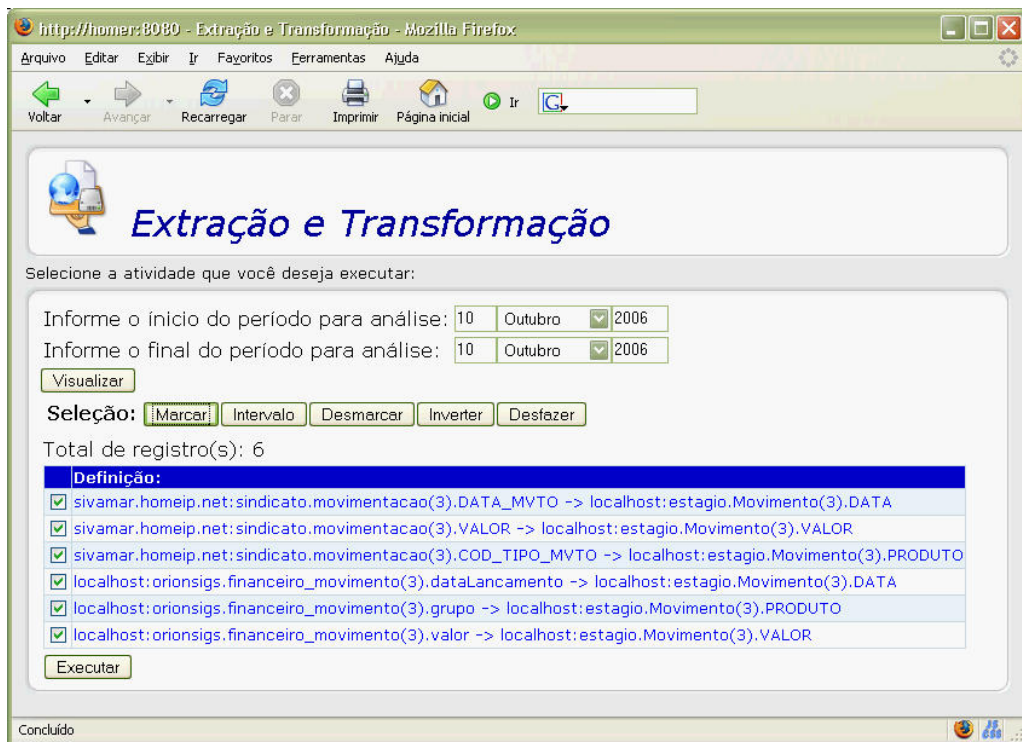 http://homer:8080 - Extração e Transformação - Mozilla Firefox
Arquivo Editar Exibir Ir Favoritos Ferramentas Ajuda
Voltar Avançar Recarregar Parar Imprimir Página inicial Ir G
Extração e Transformação
Selecione a atividade que você deseja executar:
Informe o ínicio do período para análise: 10 Outubro 2006
Informe o final do período para análise: 10 Outubro 2006
Visualizar
Seleção: Marcar Intervalo Desmarcar Inverter Desfazer
Total de registro(s): 6
Definição:
sivamar.homeip.net:sindicato.movimentacao(3).DATA_MVTO -> localhost:estagio.Movimento(3).DATA
sivamar.homeip.net:sindicato.movimentacao(3).VALOR -> localhost:estagio.Movimento(3).VALOR
sivamar.homeip.net:sindicato.movimentacao(3).COD_TIPO_MVTO -> localhost:estagio.Movimento(3).PRODUTO
localhost:orionsigs.financeiro_movimento(3).dataLancamento -> localhost:estagio.Movimento(3).DATA
localhost:orionsigs.financeiro_movimento(3).grupo -> localhost:estagio.Movimento(3).PRODUTO
localhost:orionsigs.financeiro_movimento(3).valor -> localhost:estagio.Movimento(3).VALOR
Executar
Concluído